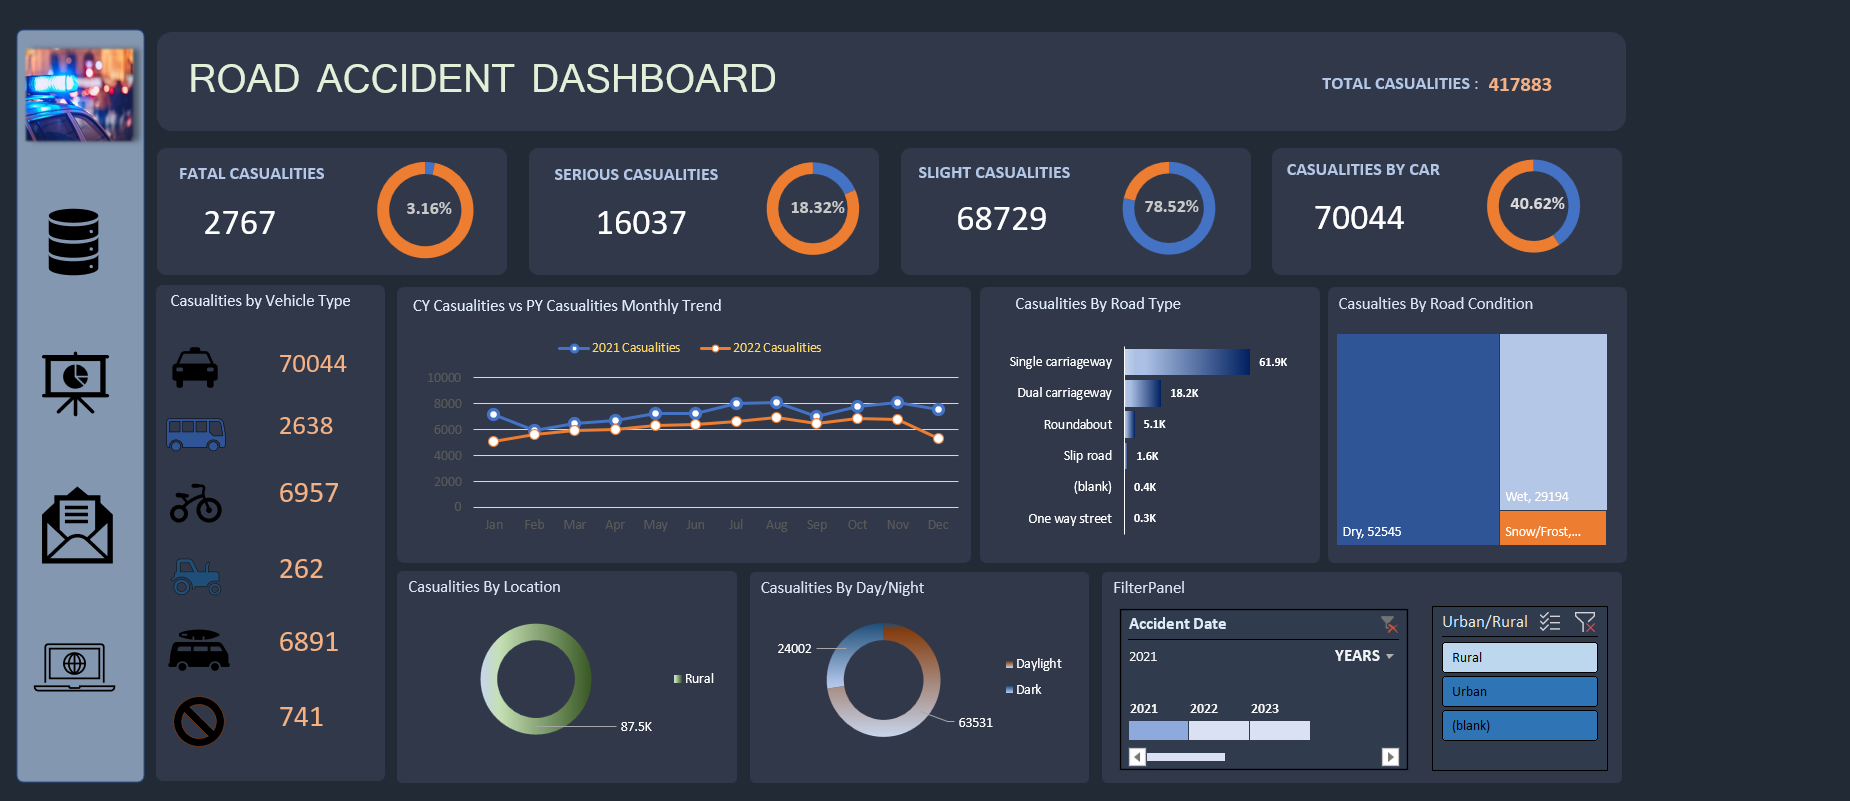 ROAD ACCIDENT DASHBOARD
TOTAL CASUALITIES : 417883
FATAL CASUALITIES
2767
3.16%
SERIOUS CASUALITIES
16037
18.32%
SLIGHT CASUALITIES
68729
78.52%
CASUALITIES BY CAR
70044
40.62%
Casualities by Vehicle Type
70044
2638
6957
262
6891
741
CY Casualities vs PY Casualities Monthly Trend
2021 Casualities
2022 Casualities
10000
8000
6000
4000
2000
0
Jan Feb Mar Apr May Jun Jul Aug Sep Oct Nov Dec
Casualities By Road Type
Single carriageway 61.9K
Dual carriageway 18.2K
Roundabout 5.1K
Slip road 1.6K
(blank) 0.4K
One way street 0.3K
Casualties By Road Condition
Wet, 29194
Dry, 52545
Snow/Frost,...
Casualities By Location
Rural
87.5K
Casualities By Day/Night
24002
Daylight
Dark
63531
FilterPanel
Accident Date
2021
YEARS
2021 2022 2023
Urban/Rural
Rural
Urban
(blank)